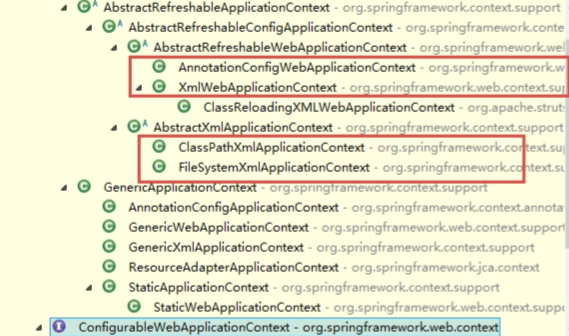 AbstractRefreshableApplicationContext - org.springframework.context.support
AbstractRefreshableConfigApplicationContext - org.springframework.conte
AbstractRefreshableWebApplicationContext - org.springframework.wel
AnnotationConfigWebApplicationContext - org.springframework.w
XmlWebApplicationContext - org.springframework.web.context.sup
ClassReloadingXMLWebApplicationContext - org.apache.strut
AbstractXmlApplicationContext - org.springframework.context.support
ClassPathXmlApplicationContext - org.springframework.context.su
FileSystemXmlApplicationContext - org.springframework.context.su
GenericApplicationContext - org.springframework.context.support
AnnotationConfigApplicationContext - org.springframework.context.annota
GenericWebApplicationContext - org.springframework.web.context.support
GenericXmlApplicationContext - org.springframework.context.support
ResourceAdapterApplicationContext - org.springframework.jca.context
StaticApplicationContext - org.springframework.context.support
StaticWebApplicationContext - org.springframework.web.context.support
ConfigurableWebApplicationContext - org.springframework.web.context